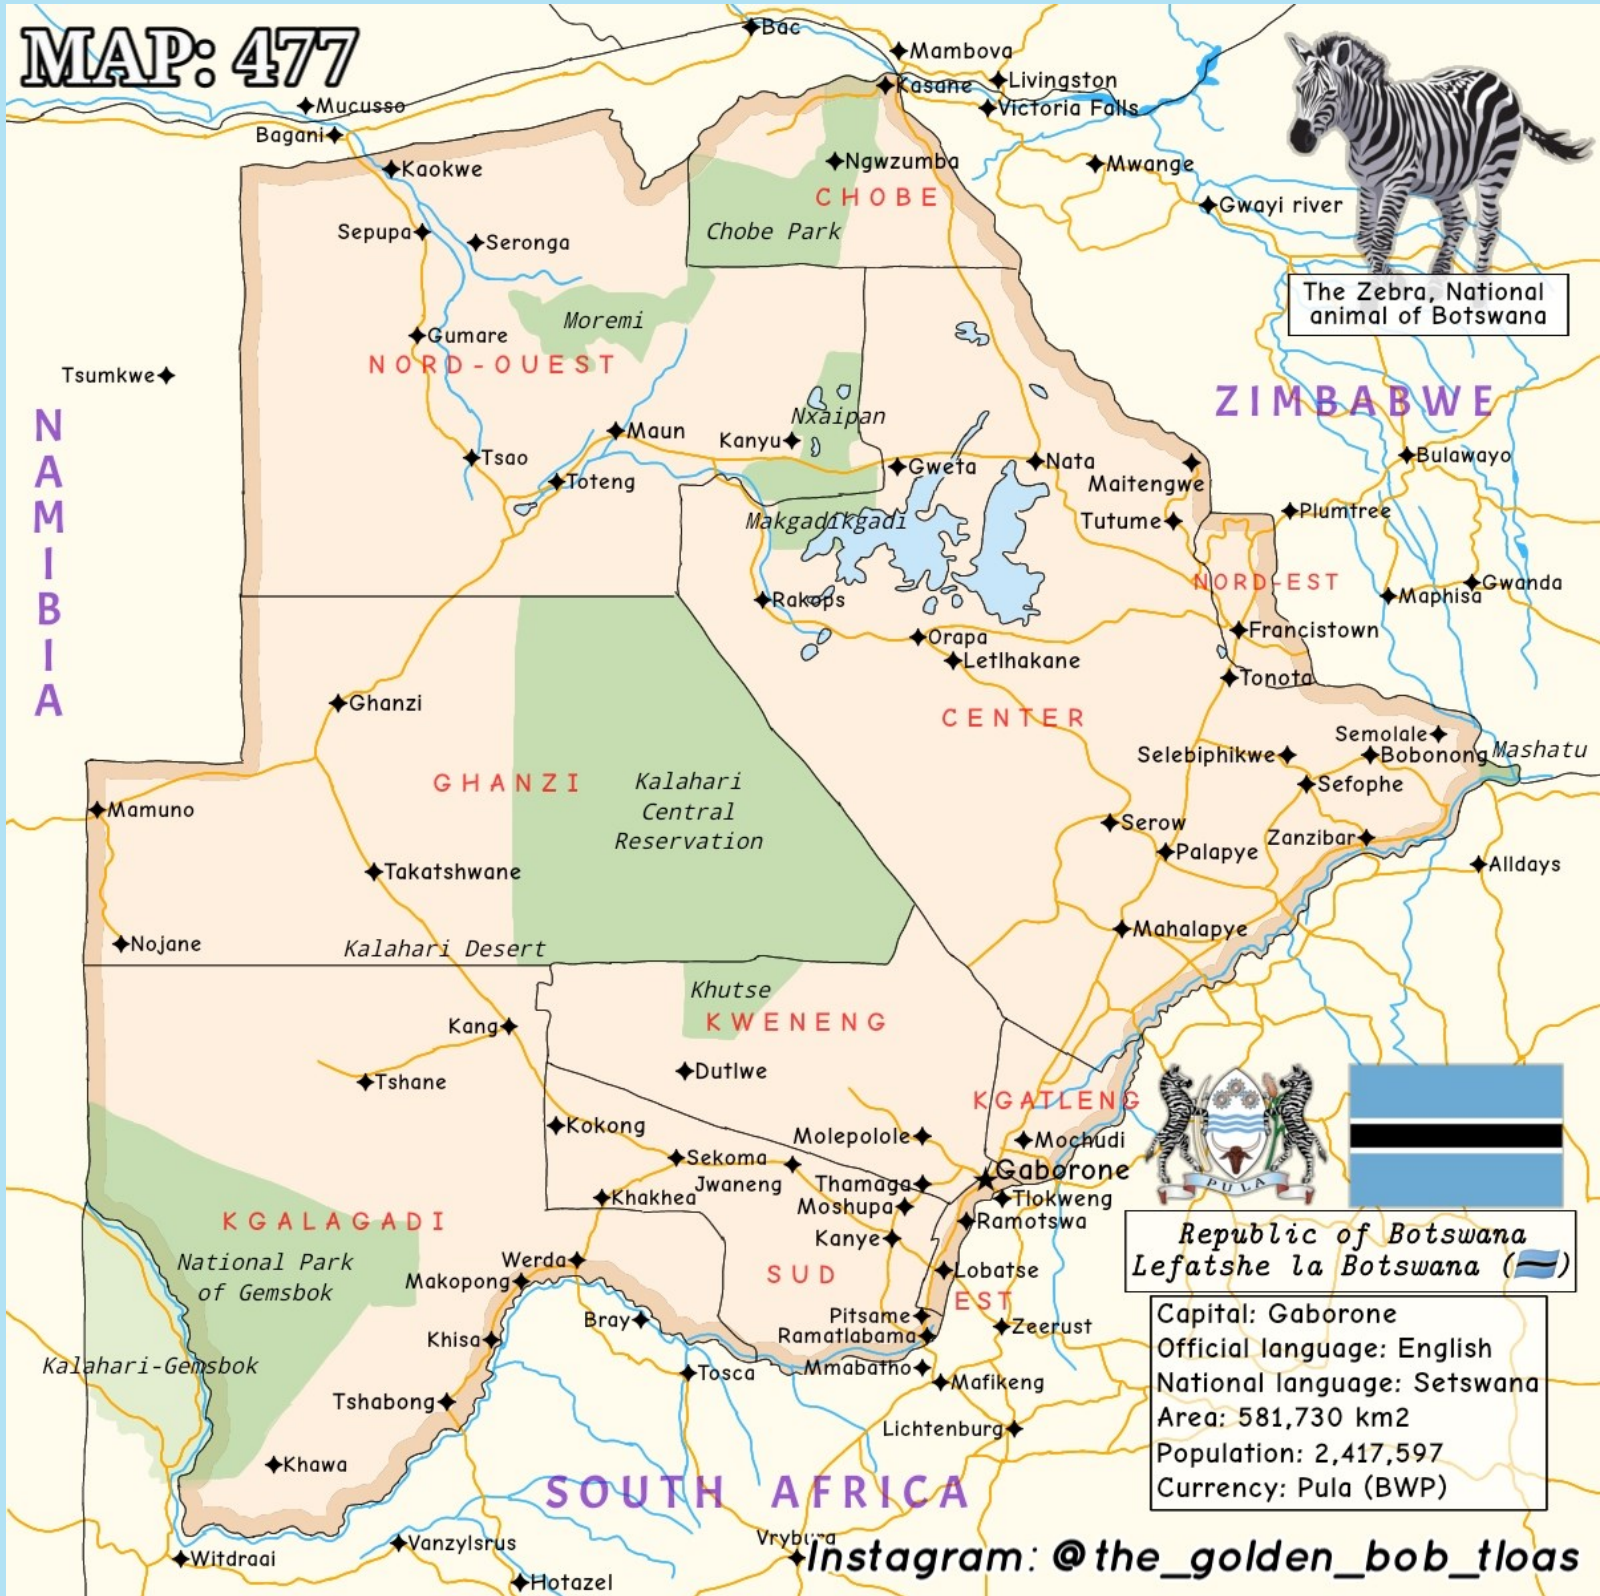 MAP: 477
Bac
Mambova
Livingston
Kasane
Victoria Falls
Mucusso
Bagani
Kaokwe
Ngwzumba
Mwange
CHOBE
Gwayi river
Sepupa
Seronga
Chobe Park
The Zebra, National
animal of Botswana
Moremi
Gumare
NORD-OUEST
Tsumkwe
ZIMBABWE
NAMIBIA
Nxaipan
Maun
Kanyu
Tsao
Gweta
Nata
Bulawayo
Toteng
Maitengwe
Makgadikgadi
Tutume
Plumtree
NORD-EST
Gwanda
Maphisa
Rakops
Orapa
Francistown
Letlhakane
Tonota
Ghanzi
CENTER
Semolale
Selebiphikwe
Bobonong
Mashatu
GHANZI
Kalahari
Central
Reservation
Sefophe
Mamuno
Serow
Zanzibar
Palapye
Alldays
Takatshwane
Mahalapye
Nojane
Kalahari Desert
Khutse
KWENENG
Kang
Dutlwe
Tshane
KGATLENG
Kokong
Molepolole
Mochudi
Sekoma
Gaborone
Jwaneng
Thamaga
Khakhea
Tlokweng
Moshupa
Ramotswa
PULA
KGALAGADI
Kanye
Republic of Botswana
Lefatshe la Botswana ()
National Park
of Gemsbok
Werda
Makopong
SUD
Lobatse
EST
Bray
Pitsame
Capital: Gaborone
Official language: English
National language: Setswana
Area: 581,730 km2
Population: 2,417,597
Currency: Pula (BWP)
Khisa
Ramatlabama
Zeerust
Kalahari-Gemsbok
Tosca
Mmabatho
Mafikeng
Tshabong
Lichtenburg
Khawa
SOUTH AFRICA
Vanzylsrus
Vryburg
Witdraai
Hotazel
Instagram: @the_golden_bob_tloas